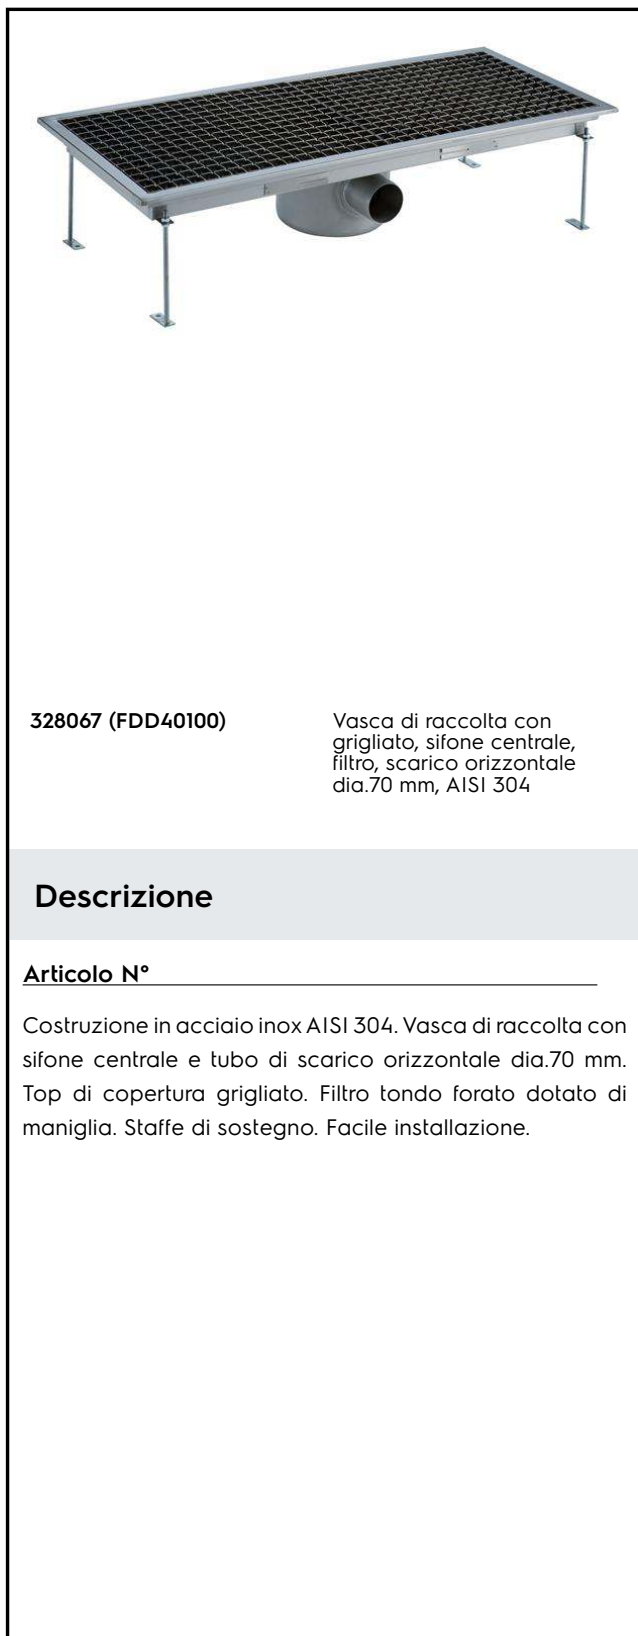 328067 (FDD40100)
Vasca di raccolta con
grigliato, sifone centrale,
filtro, scarico orizzontale
dia.70 mm, AISI 304
Descrizione
Articolo N°
Costruzione in acciaio inox AISI 304. Vasca di raccolta con
sifone centrale e tubo di scarico orizzontale dia.70 mm.
Top di copertura grigliato. Filtro tondo forato dotato di
maniglia. Staffe di sostegno. Facile installazione.